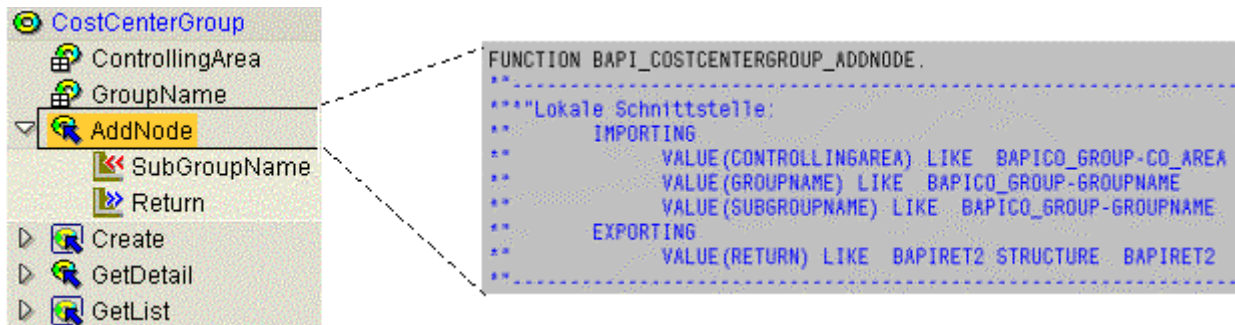 CostCenterGroup
ControllingArea
GroupName
AddNode
SubGroupName
Return
Create
GetDetail
GetList
FUNCTION BAPI_COSTCENTERGROUP_ADDNODE.
**----------------------------------------------------------------------
***"Lokale Schnittstelle:
** IMPORTING
** VALUE(CONTROLLINGAREA) LIKE BAPICO_GROUP-CO_AREA
** VALUE(GROUPNAME) LIKE BAPICO_GROUP-GROUPNAME
** VALUE(SUBGROUPNAME) LIKE BAPICO_GROUP-GROUPNAME
** EXPORTING
** VALUE(RETURN) LIKE BAPIRET2 STRUCTURE BAPIRET2
**----------------------------------------------------------------------